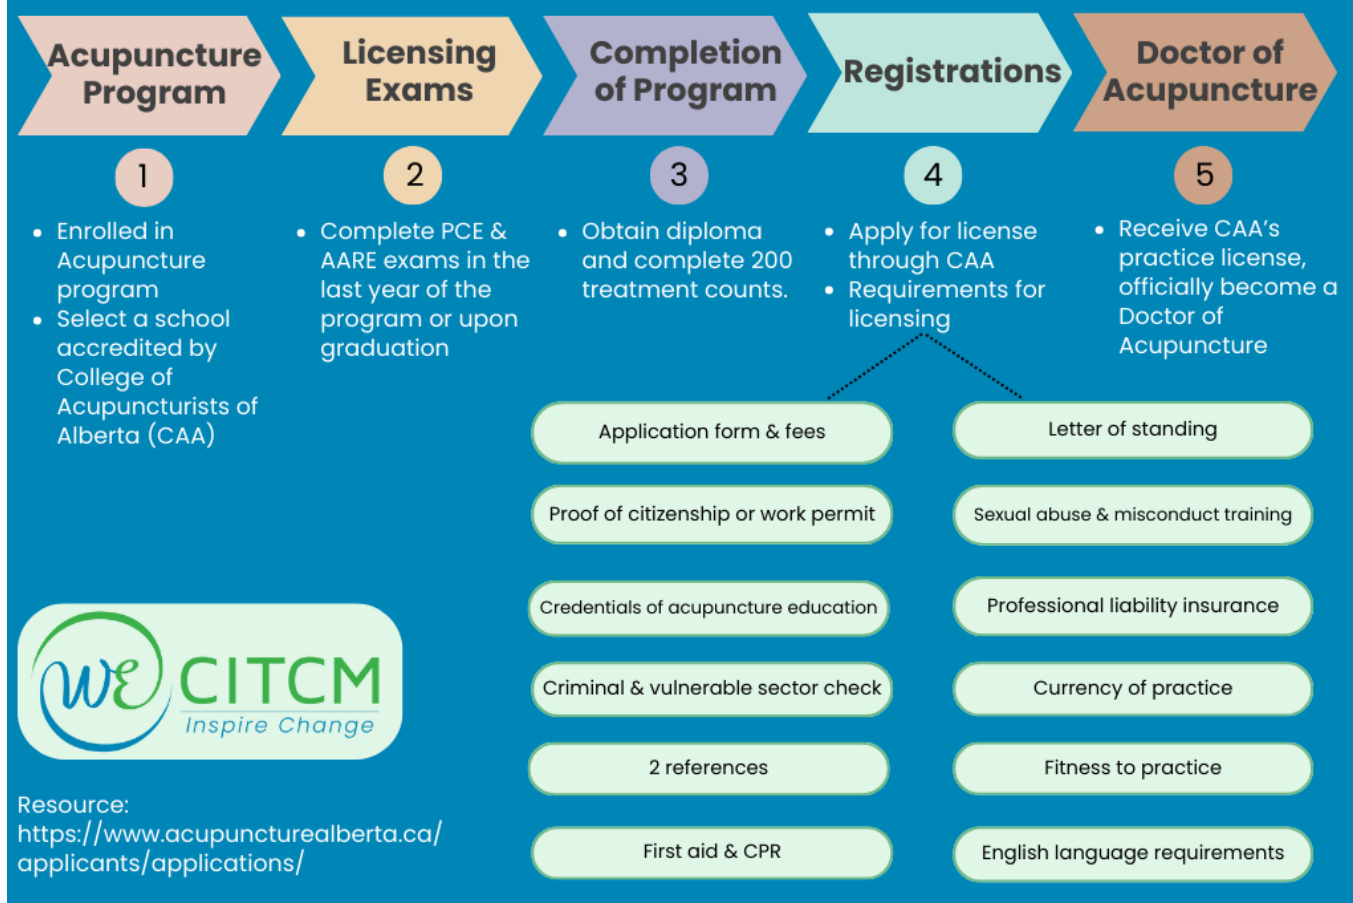 Acupuncture
Program
Licensing
Exams
Completion
of Program
Registrations
Doctor of
Acupuncture
1
2
3
4
5
• Enrolled in
Acupuncture
program
• Select a school
accredited by
College of
Acupuncturists of
Alberta (CAA)
• Complete PCE &
AARE exams in the
last year of the
program or upon
graduation
• Obtain diploma
and complete 200
treatment counts.
• Apply for license
through CAA
• Requirements for
licensing
• Receive CAA's
practice license,
officially become a
Doctor of
Acupuncture
Application form & fees
Letter of standing
Proof of citizenship or work permit
Sexual abuse & misconduct training
Credentials of acupuncture education
Professional liability insurance
Criminal & vulnerable sector check
Currency of practice
2 references
Fitness to practice
First aid & CPR
English language requirements
WE CITCM
Inspire Change
Resource:
https://www.acupuncturealberta.ca/
applicants/applications/